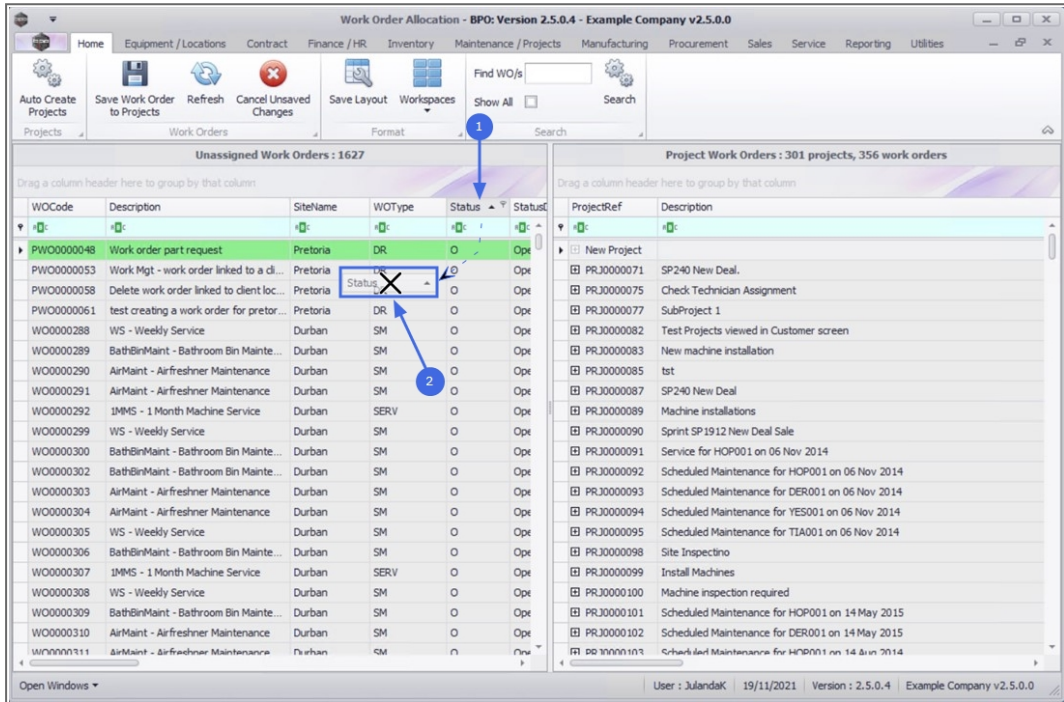 Work Order Allocation - BPO: Version 2.5.0.4 - Example Company v2.5.0.0
Home Equipment / Locations Contract Finance / HR Inventory Maintenance / Projects Manufacturing Procurement Sales Service Reporting Utilities
Auto Create Projects
Save Work Order to Projects
Refresh
Cancel Unsaved Changes
Save Layout
Workspaces
Find WO/s
Show All
Search
Projects Work Orders Format Search
1
Unassigned Work Orders : 1627
Drag a column header here to group by that column
WOCode Description SiteName WOType Status StatusD
PWO0000048 Work order part request Pretoria DR O Ope
PWO0000053 Work Mgt - work order linked to a di... Pretoria DR O Ope
Status
PWO0000058 Delete work order linked to client loc... Pretoria DR O Ope
PWO0000061 test creating a work order for pretor... Pretoria DR O Ope
WO0000288 WS - Weekly Service Durban SM O Ope
WO0000289 BathBinMaint - Bathroom Bin Mainte... Durban SM O Ope
WO0000290 AirMaint - Airfreshner Maintenance Durban SM O Ope
2
WO0000291 AirMaint - Airfreshner Maintenance Durban SM O Ope
WO0000292 1MMS - 1 Month Machine Service Durban SERV O Ope
WO0000299 WS - Weekly Service Durban SM O Ope
WO0000300 BathBinMaint - Bathroom Bin Mainte... Durban SM O Ope
WO0000302 BathBinMaint - Bathroom Bin Mainte... Durban SM O Ope
WO0000303 AirMaint - Airfreshner Maintenance Durban SM O Ope
WO0000304 AirMaint - Airfreshner Maintenance Durban SM O Ope
WO0000305 WS - Weekly Service Durban SM O Ope
WO0000306 BathBinMaint - Bathroom Bin Mainte... Durban SM O Ope
WO0000307 1MMS - 1 Month Machine Service Durban SERV O Ope
WO0000308 WS - Weekly Service Durban SM O Ope
WO0000309 BathBinMaint - Bathroom Bin Mainte... Durban SM O Ope
WO0000310 AirMaint - Airfreshner Maintenance Durban SM O Ope
WO0000311 AirMaint - Airfreshner Maintenance Durban SM O Ope
Project Work Orders : 301 projects, 356 work orders
Drag a column header here to group by that column
ProjectRef Description
New Project
PRJ0000071 SP240 New Deal.
PRJ0000075 Check Technician Assignment
PRJ0000077 SubProject 1
PRJ0000082 Test Projects viewed in Customer screen
PRJ0000083 New machine installation
PRJ0000085 tst
PRJ0000087 SP240 New Deal
PRJ0000089 Machine installations
PRJ0000090 Sprint SP1912 New Deal Sale
PRJ0000091 Service for HOP001 on 06 Nov 2014
PRJ0000092 Scheduled Maintenance for HOP001 on 06 Nov 2014
PRJ0000093 Scheduled Maintenance for DER001 on 06 Nov 2014
PRJ0000094 Scheduled Maintenance for YES001 on 06 Nov 2014
PRJ0000095 Scheduled Maintenance for TIA001 on 06 Nov 2014
PRJ0000098 Site Inspectino
PRJ0000099 Install Machines
PRJ0000100 Machine inspection required
PRJ0000101 Scheduled Maintenance for HOP001 on 14 May 2015
PRJ0000102 Scheduled Maintenance for DER001 on 14 May 2015
PRJ0000103 Scheduled Maintenance for HOP001 on 14 Aug 2014
Open Windows User : JulandaK 19/11/2021 Version : 2.5.0.4 Example Company v2.5.0.0